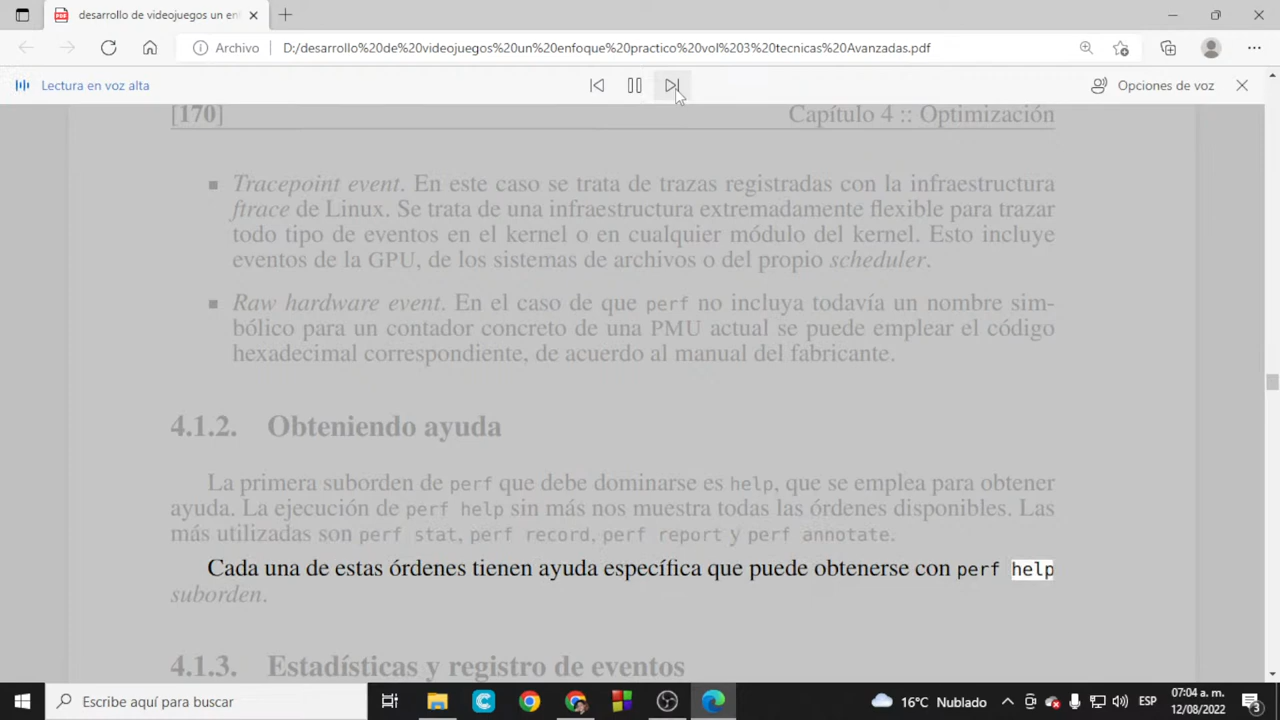 desarrollo de videojuegos un en
Archivo
D:/desarrollo%20de%20videojuegos%20un%20enfoque%20practico%20vol%203%20tecnicas%20Avanzadas.pdf
Lectura en voz alta
Opciones de voz
[170]
Capítulo 4 :: Optimización
Tracepoint event. En este caso se trata de trazas registradas con la infraestructura
ftrace de Linux. Se trata de una infraestructura extremadamente flexible para trazar
todo tipo de eventos en el kernel o en cualquier módulo del kernel. Esto incluye
eventos de la GPU, de los sistemas de archivos o del propio scheduler.
Raw hardware event. En el caso de que perf no incluya todavía un nombre sim-
bólico para un contador concreto de una PMU actual se puede emplear el código
hexadecimal correspondiente, de acuerdo al manual del fabricante.
4.1.2. Obteniendo ayuda
La primera suborden de perf que debe dominarse es help, que se emplea para obtener
ayuda. La ejecución de perf help sin más nos muestra todas las órdenes disponibles. Las
más utilizadas son perf stat, perf record, perf report y perf annotate.
Cada una de estas órdenes tienen ayuda específica que puede obtenerse con perf help
suborden.
4.1.3. Estadísticas y registro de eventos
Escribe aquí para buscar
16°C Nublado
ESP
07:04 a. m.
12/08/2022
3